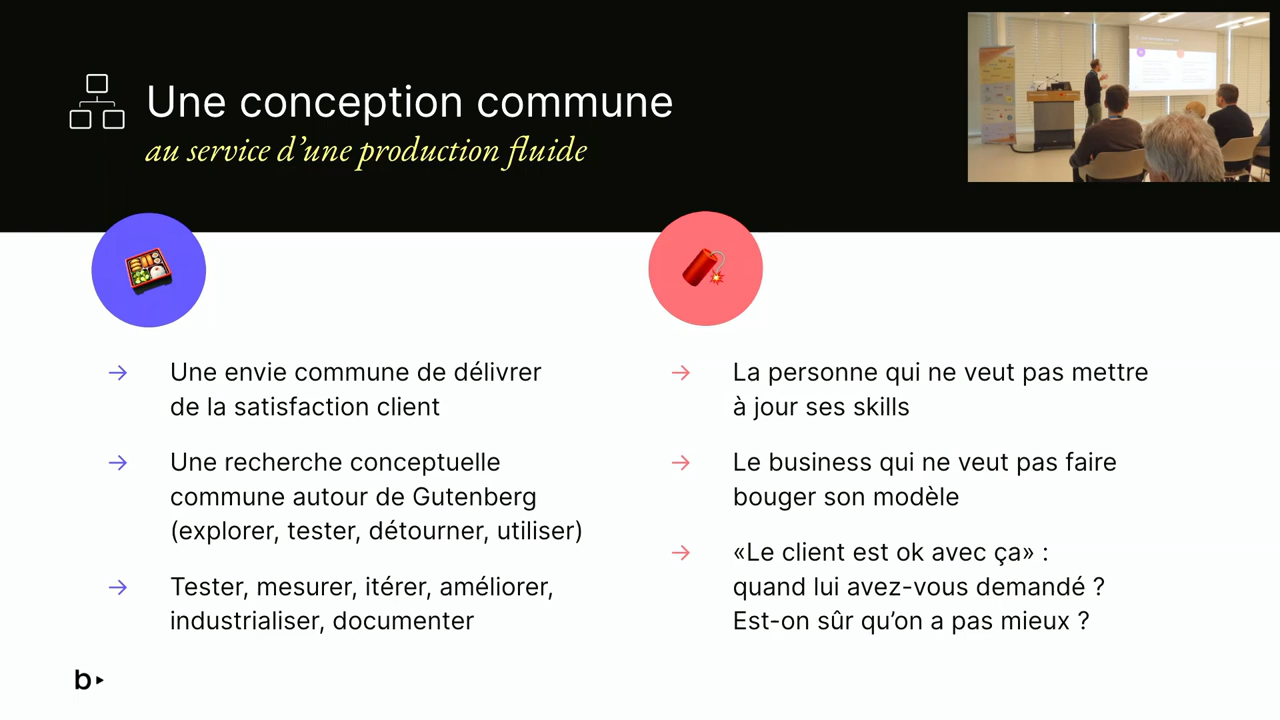 Une conception commune
au service d’une production fluide
Une envie commune de délivrer
de la satisfaction client
Une recherche conceptuelle
commune autour de Gutenberg
(explorer, tester, détourner, utiliser)
Tester, mesurer, itérer, améliorer,
industrialiser, documenter
La personne qui ne veut pas mettre
à jour ses skills
Le business qui ne veut pas faire
bouger son modèle
«Le client est ok avec ça» :
quand lui avez-vous demandé ?
Est-on sûr qu’on a pas mieux ?
b